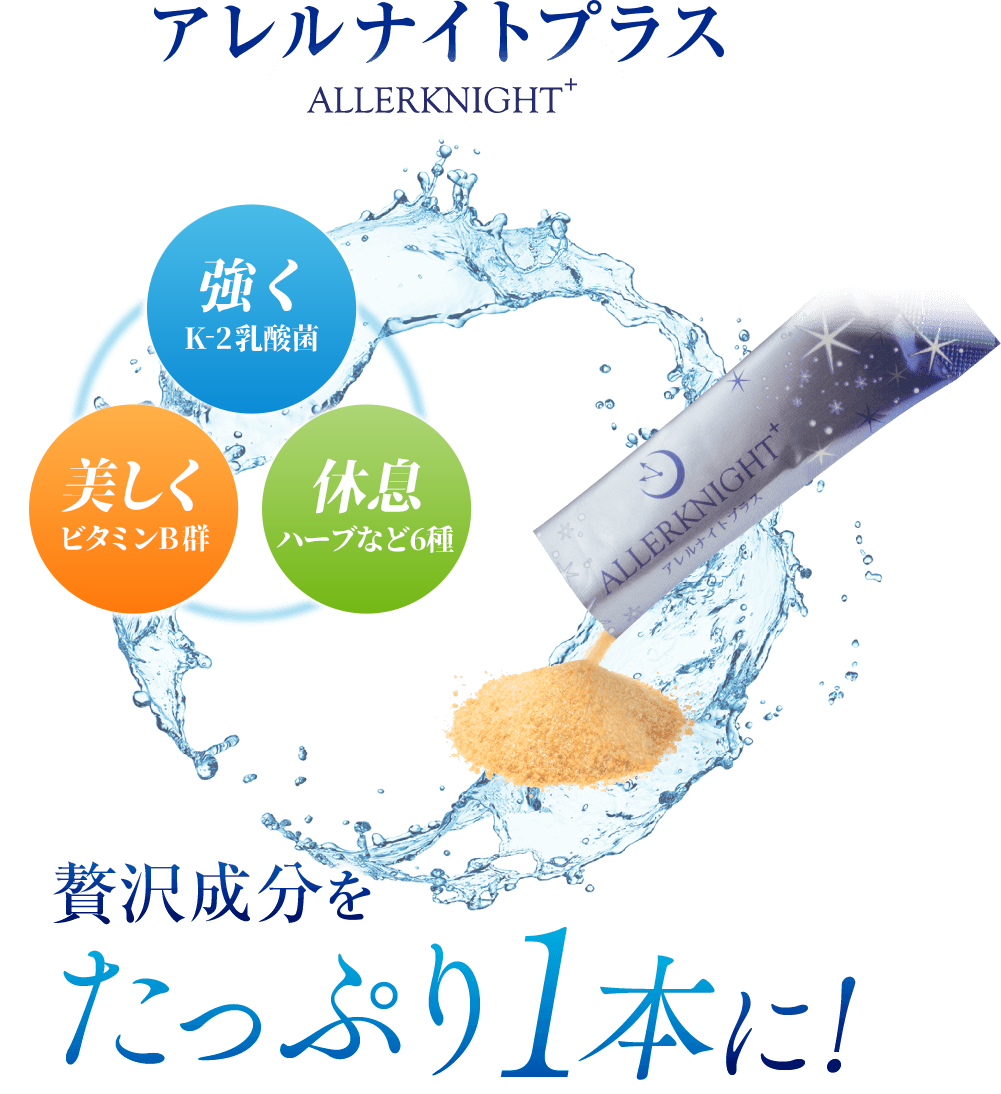 アレルナイトプラス
ALLERKNIGHT+
強く
K-2乳酸菌
美しく
ビタミンB群
休息
ハーブなど6種
ALLERKNIGHT+
アレルナイトプラス
贅沢成分を
たっぷり1本に!